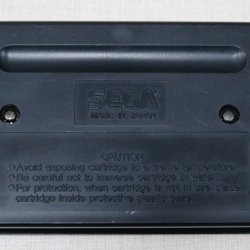 SEGA
MADE IN JAPAN
CAUTION
●Avoid exposing cartridge to extreme temperature.
●Be careful not to immerse cartridge in water.
●For protection, when cartridge is not in use, place
cartridge inside protective plastic case.